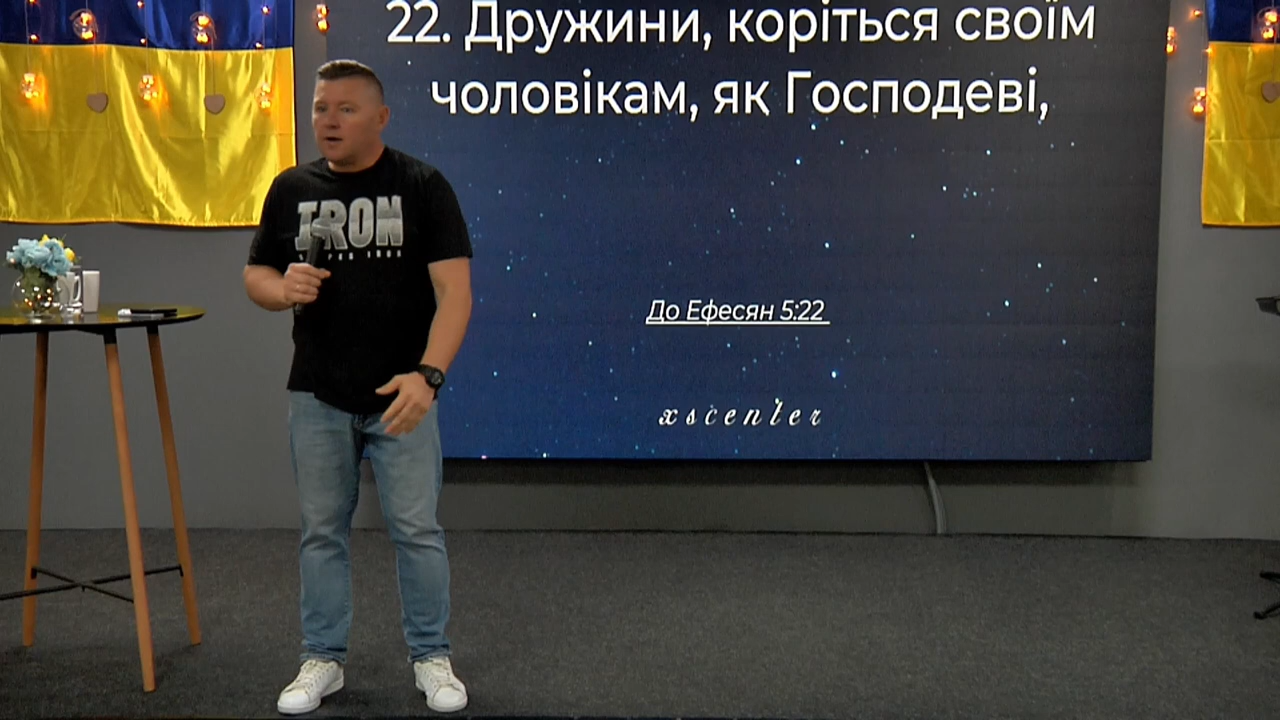 22. Дружини, коріться своїм
чоловікам, як Господеві,
IRON
До Ефесян 5:22
xscenter